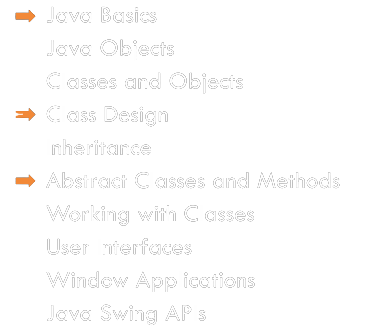 Java Basics
Java Objects
Classes and Objects
Class Design
Inheritance
Abstract Classes and Methods
Working with Classes
User Interfaces
Window Applications
Java Swing APIs